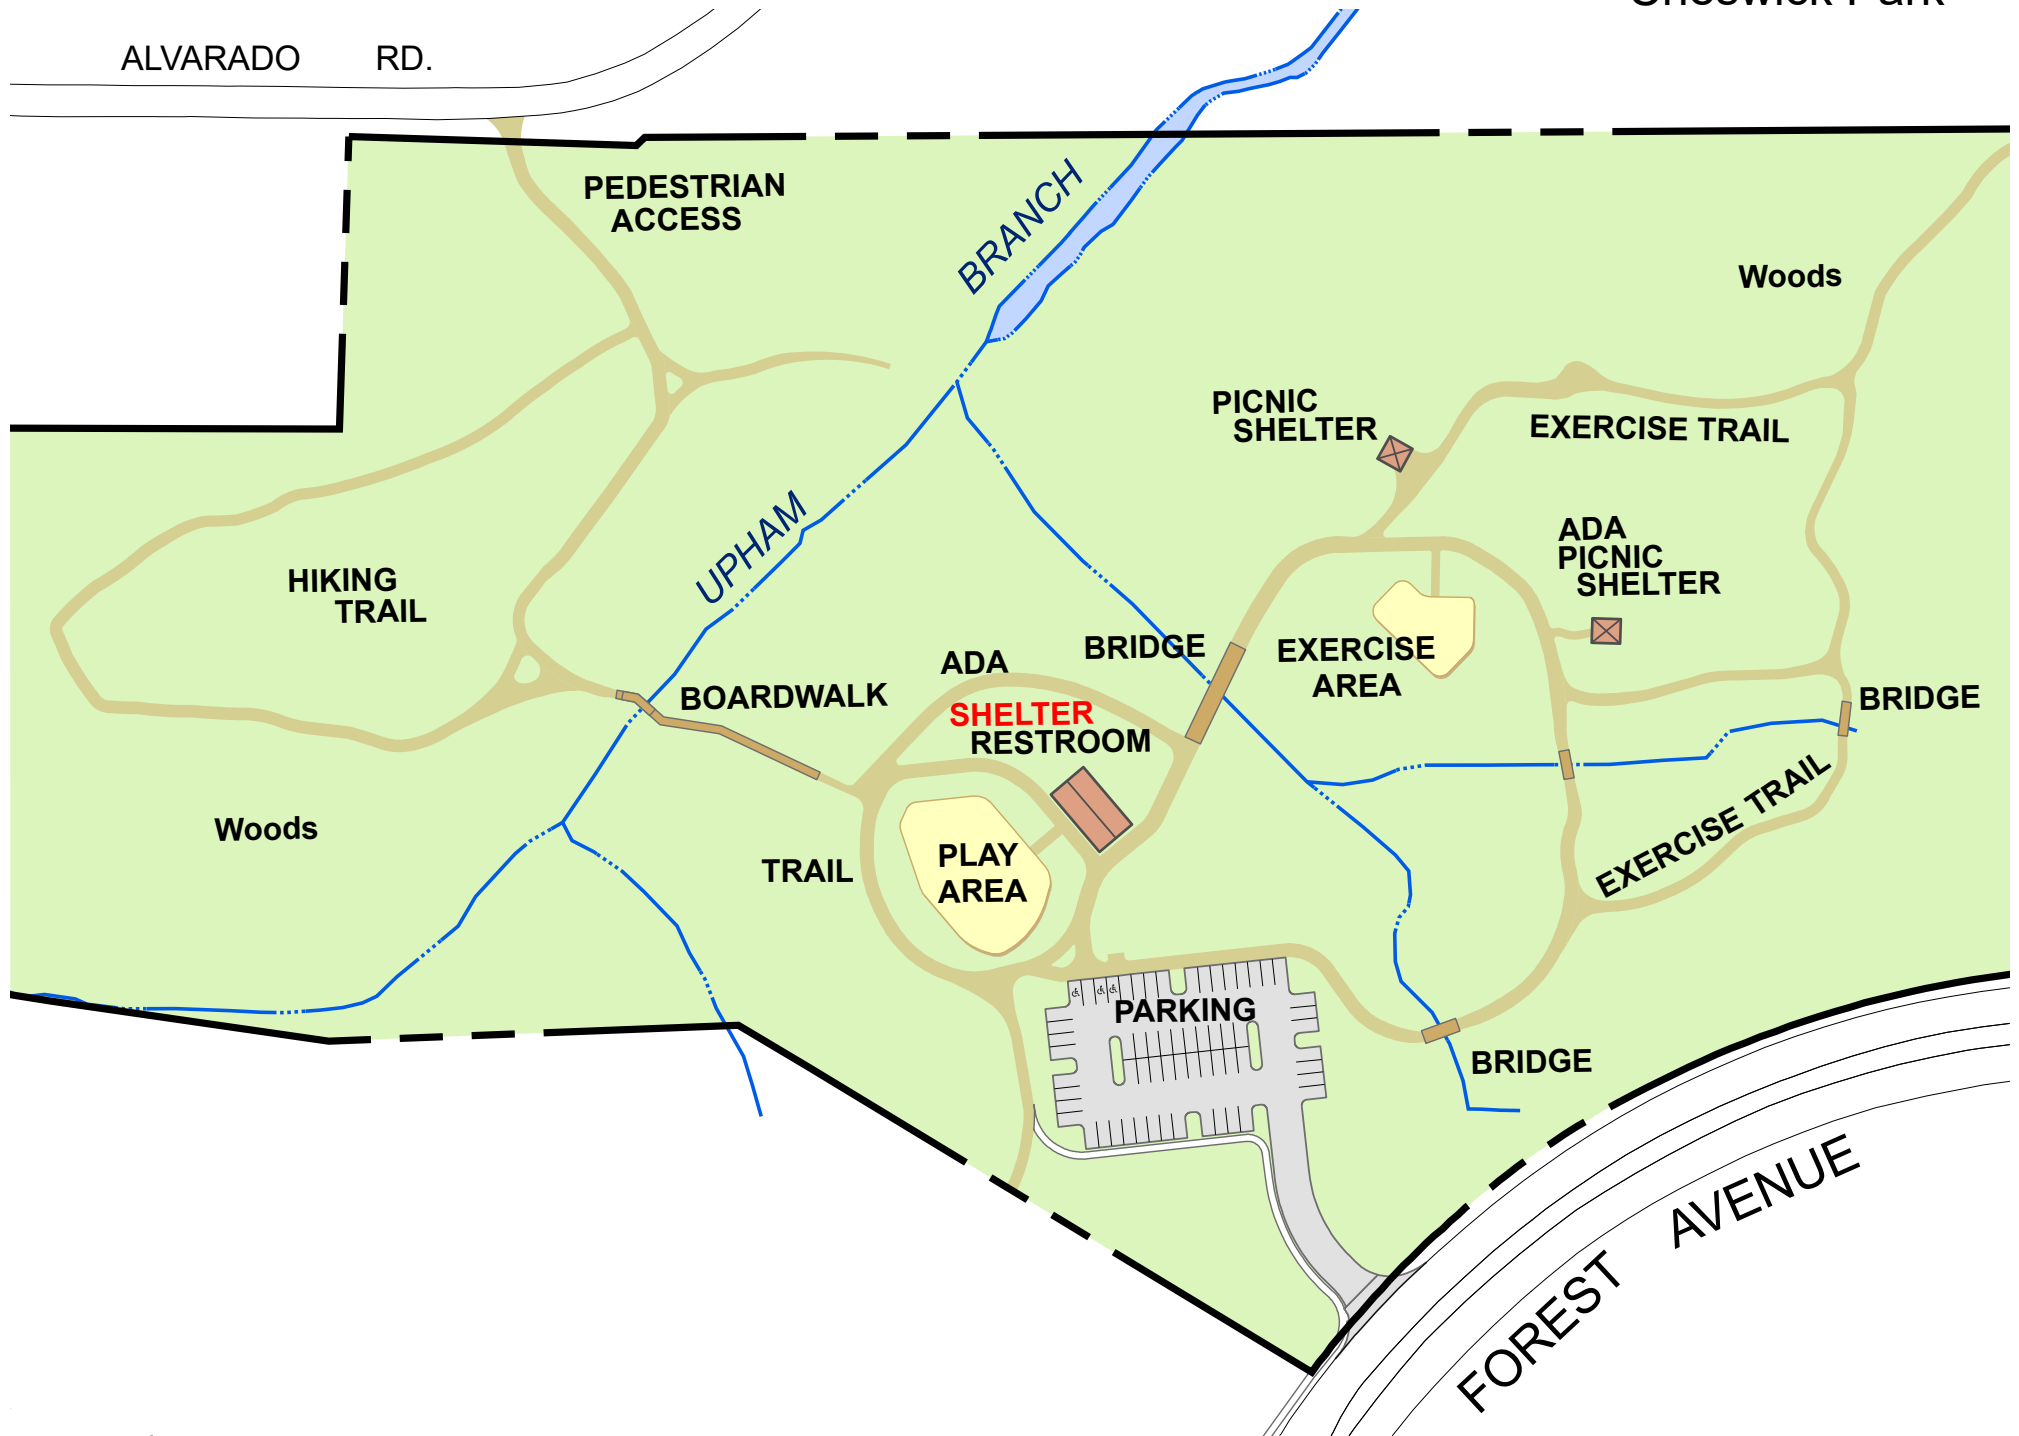 ALVARADO RD.
PEDESTRIAN
ACCESS
BRANCH
Woods
PICNIC
SHELTER
EXERCISE TRAIL
ADA
PICNIC
SHELTER
HIKING
TRAIL
UPHAM
BRIDGE
EXERCISE
AREA
ADA
SHELTER
RESTROOM
BOARDWALK
BRIDGE
EXERCISE TRAIL
Woods
TRAIL
PLAY
AREA
PARKING
BRIDGE
FOREST AVENUE